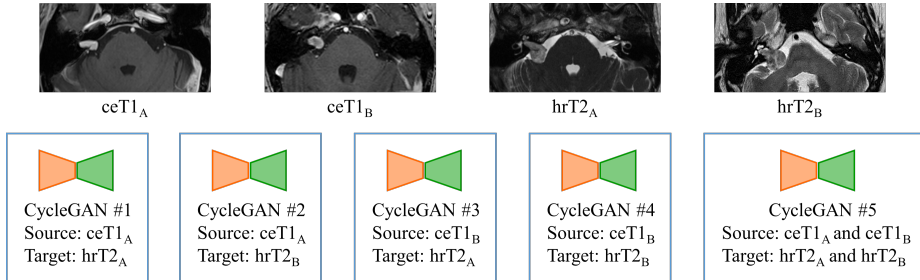 ceT1A
ceT1B
hrT2A
hrT2B
CycleGAN #1
Source: ceT1A
Target: hrT2A
CycleGAN #2
Source: ceT1A
Target: hrT2B
CycleGAN #3
Source: ceT1B
Target: hrT2A
CycleGAN #4
Source: ceT1B
Target: hrT2B
CycleGAN #5
Source: ceT1A and ceT1B
Target: hrT2A and hrT2B